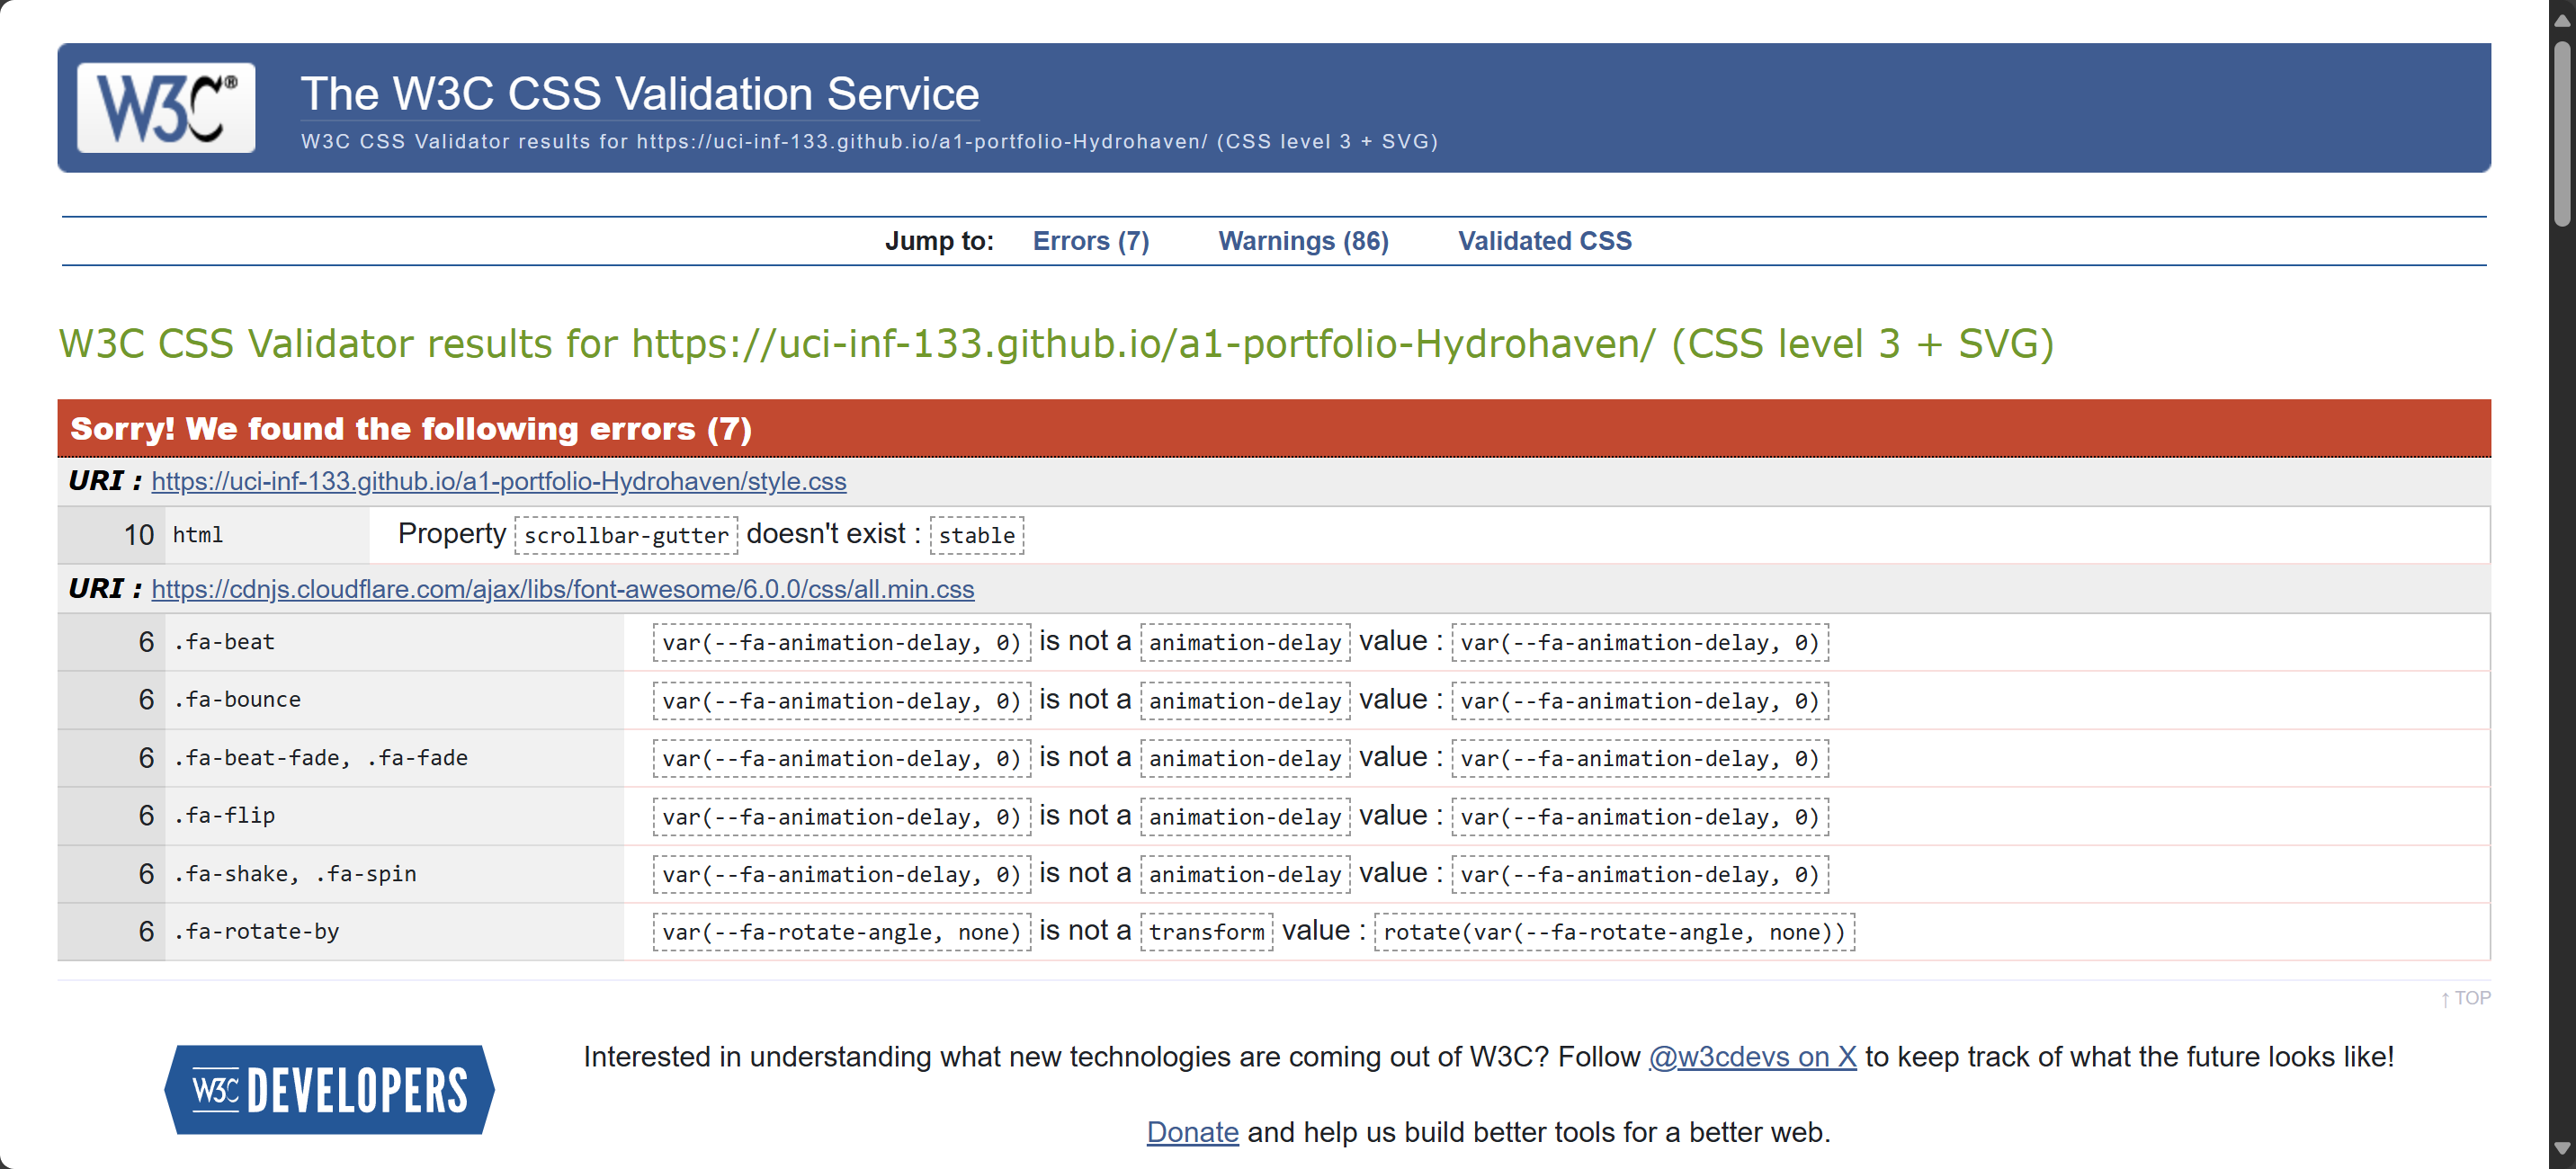 W3C®
The W3C CSS Validation Service
W3C CSS Validator results for https://uci-inf-133.github.io/a1-portfolio-Hydrohaven/ (CSS level 3 + SVG)
Jump to: Errors (7) Warnings (86) Validated CSS
W3C CSS Validator results for https://uci-inf-133.github.io/a1-portfolio-Hydrohaven/ (CSS level 3 + SVG)
Sorry! We found the following errors (7)
URI : https://uci-inf-133.github.io/a1-portfolio-Hydrohaven/style.css
10 html Property scrollbar-gutter doesn't exist : stable
URI : https://cdnjs.cloudflare.com/ajax/libs/font-awesome/6.0.0/css/all.min.css
6 .fa-beat var(--fa-animation-delay, 0) is not a animation-delay value : var(--fa-animation-delay, 0)
6 .fa-bounce var(--fa-animation-delay, 0) is not a animation-delay value : var(--fa-animation-delay, 0)
6 .fa-beat-fade, .fa-fade var(--fa-animation-delay, 0) is not a animation-delay value : var(--fa-animation-delay, 0)
6 .fa-flip var(--fa-animation-delay, 0) is not a animation-delay value : var(--fa-animation-delay, 0)
6 .fa-shake, .fa-spin var(--fa-animation-delay, 0) is not a animation-delay value : var(--fa-animation-delay, 0)
6 .fa-rotate-by var(--fa-rotate-angle, none) is not a transform value : rotate(var(--fa-rotate-angle, none))
↑ TOP
W3C DEVELOPERS
Interested in understanding what new technologies are coming out of W3C? Follow @w3cdevs on X to keep track of what the future looks like!
Donate and help us build better tools for a better web.